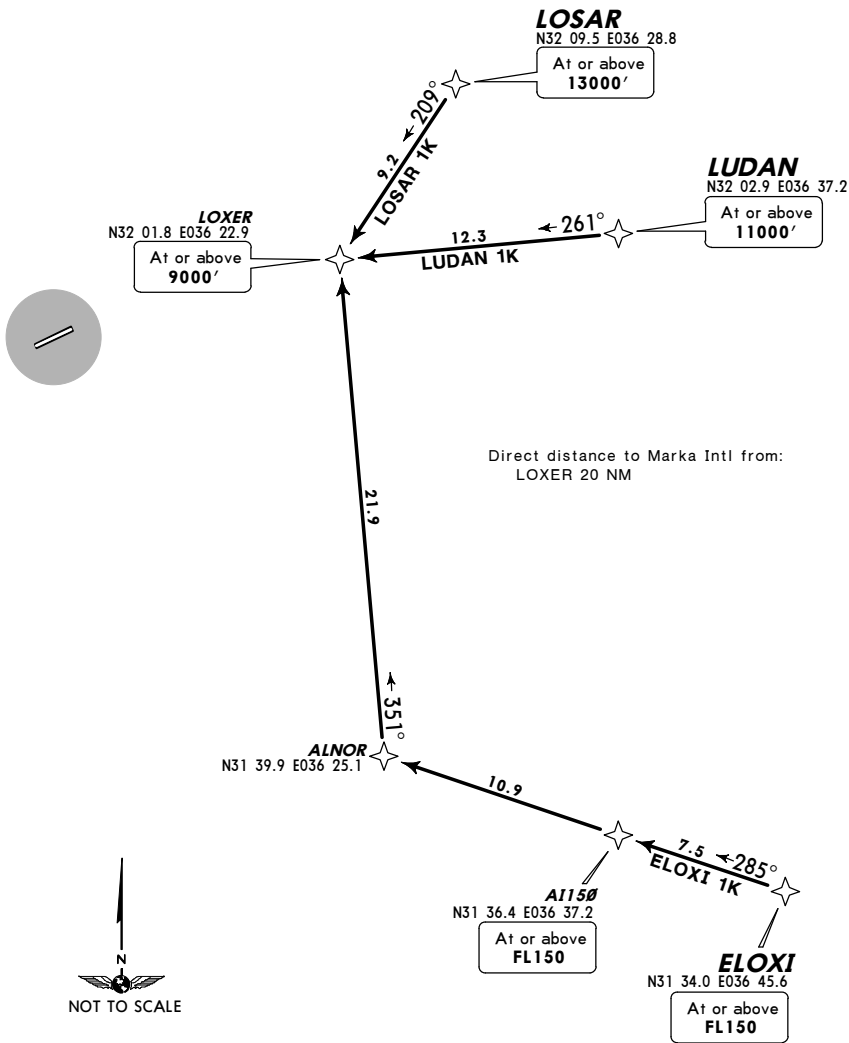 LOSAR
N32 09.5 E036 28.8
At or above
13000′
209°
9.2
LOSAR 1K
LUDAN
N32 02.9 E036 37.2
At or above
11000′
LOXER
N32 01.8 E036 22.9
At or above
9000′
261°
12.3
LUDAN 1K
Direct distance to Marka Intl from:
LOXER 20 NM
21.9
351°
ALNOR
N31 39.9 E036 25.1
10.9
7.5
285°
ELOXI 1K
AI15Ø
N31 36.4 E036 37.2
At or above
FL150
ELOXI
N31 34.0 E036 45.6
At or above
FL150
N
NOT TO SCALE